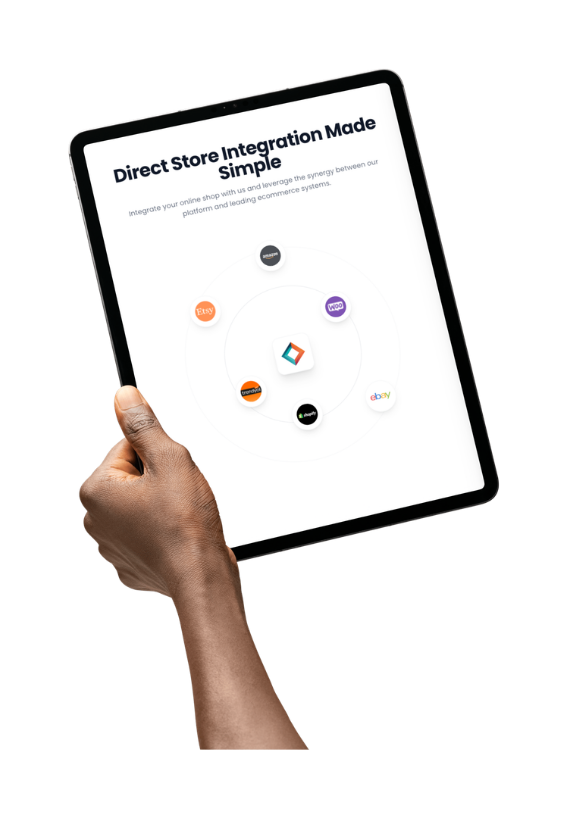 Direct Store Integration Made
Simple
Integrate your online shop with us and leverage the synergy between our
platform and leading ecommerce systems.
amazon
Etsy
WOO
trendyol
shopify
ebay